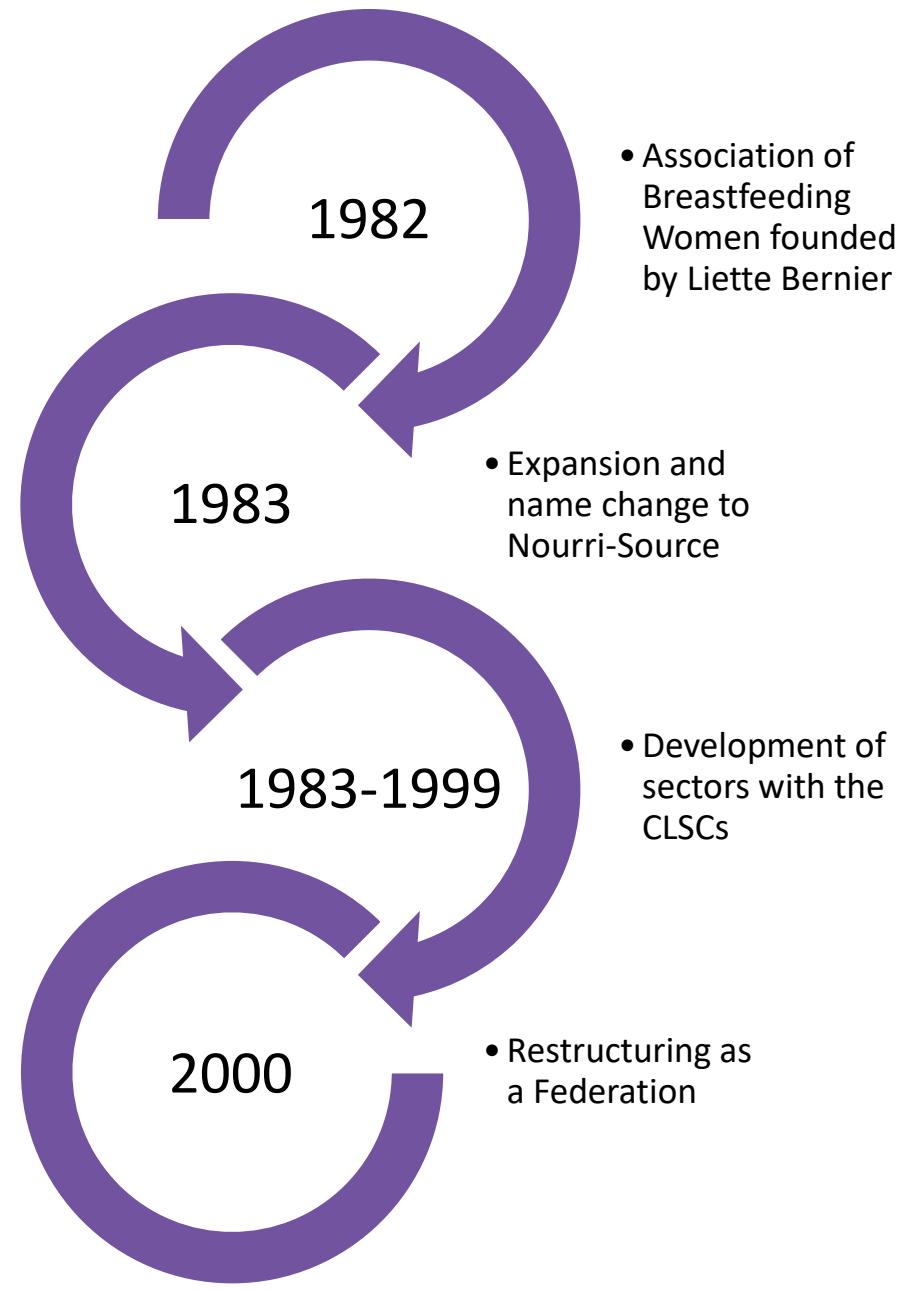 1982
• Association of
Breastfeeding
Women founded
by Liette Bernier
1983
• Expansion and
name change to
Nourri-Source
1983-1999
• Development of
sectors with the
CLSCs
2000
• Restructuring as
a Federation